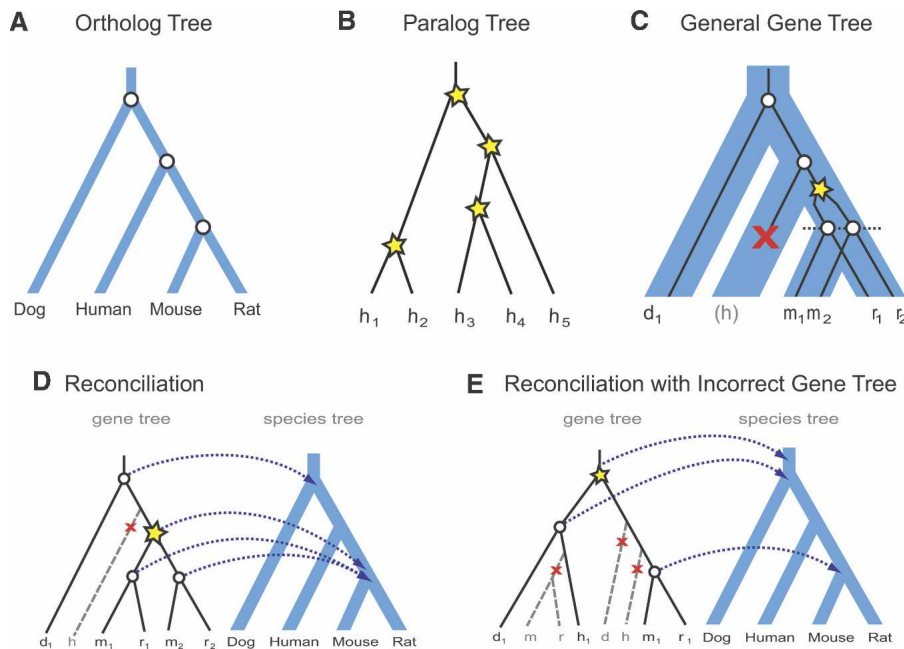 A Ortholog Tree
Dog Human Mouse Rat
B Paralog Tree
h1 h2 h3 h4 h5
C General Gene Tree
d1 (h) m1 m2 r1 r2
D Reconciliation
gene tree species tree
d1 h m1 r1 m2 r2 Dog Human Mouse Rat
E Reconciliation with Incorrect Gene Tree
gene tree species tree
d1 m r h1 d h m1 r1 Dog Human Mouse Rat